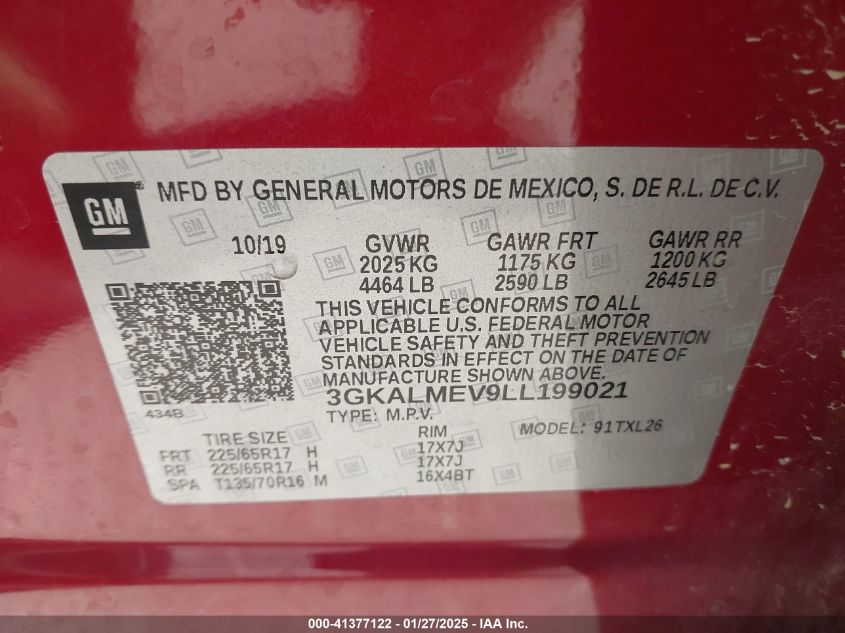 GM MFD BY GENERAL MOTORS DE MEXICO, S. DE R.L. DE C.V.
10/19 GVWR GAWR FRT GAWR RR
2025 KG 1175 KG 1200 KG
4464 LB 2590 LB 2645 LB
THIS VEHICLE CONFORMS TO ALL
APPLICABLE U.S. FEDERAL MOTOR
VEHICLE SAFETY AND THEFT PREVENTION
STANDARDS IN EFFECT ON THE DATE OF
MANUFACTURE SHOWN ABOVE.
434B 3GKALMEV9LL199021
TYPE: M.P.V. MODEL: 91TXL26
TIRE SIZE RIM
FRT 225/65R17 H 17X7J
RR 225/65R17 H 17X7J
SPA T135/70R16 M 16X4BT
000-41377122 - 01/27/2025 - IAA Inc.